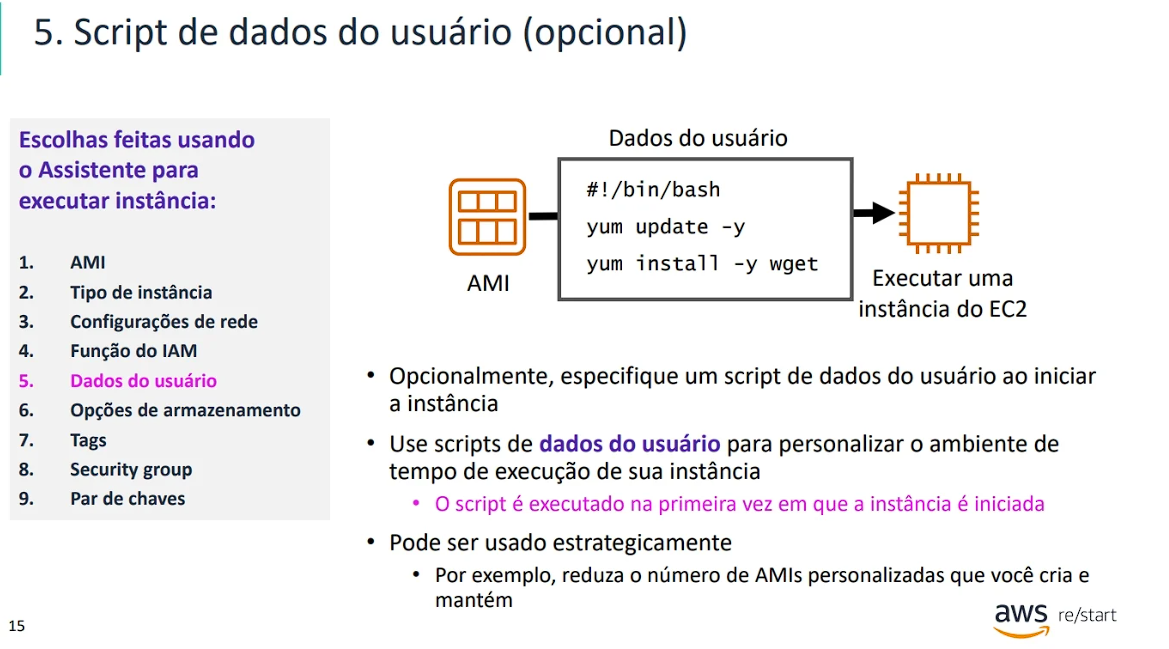 5. Script de dados do usuário (opcional)
Escolhas feitas usando
o Assistente para
executar instância:
1. AMI
2. Tipo de instância
3. Configurações de rede
4. Função do IAM
5. Dados do usuário
6. Opções de armazenamento
7. Tags
8. Security group
9. Par de chaves
Dados do usuário
#!/bin/bash
yum update -y
yum install -y wget
AMI
Executar uma
instância do EC2
• Opcionalmente, especifique um script de dados do usuário ao iniciar
a instância
• Use scripts de dados do usuário para personalizar o ambiente de
tempo de execução de sua instância
• O script é executado na primeira vez em que a instância é iniciada
• Pode ser usado estrategicamente
• Por exemplo, reduza o número de AMIs personalizadas que você cria e
mantém
15
aws re/start